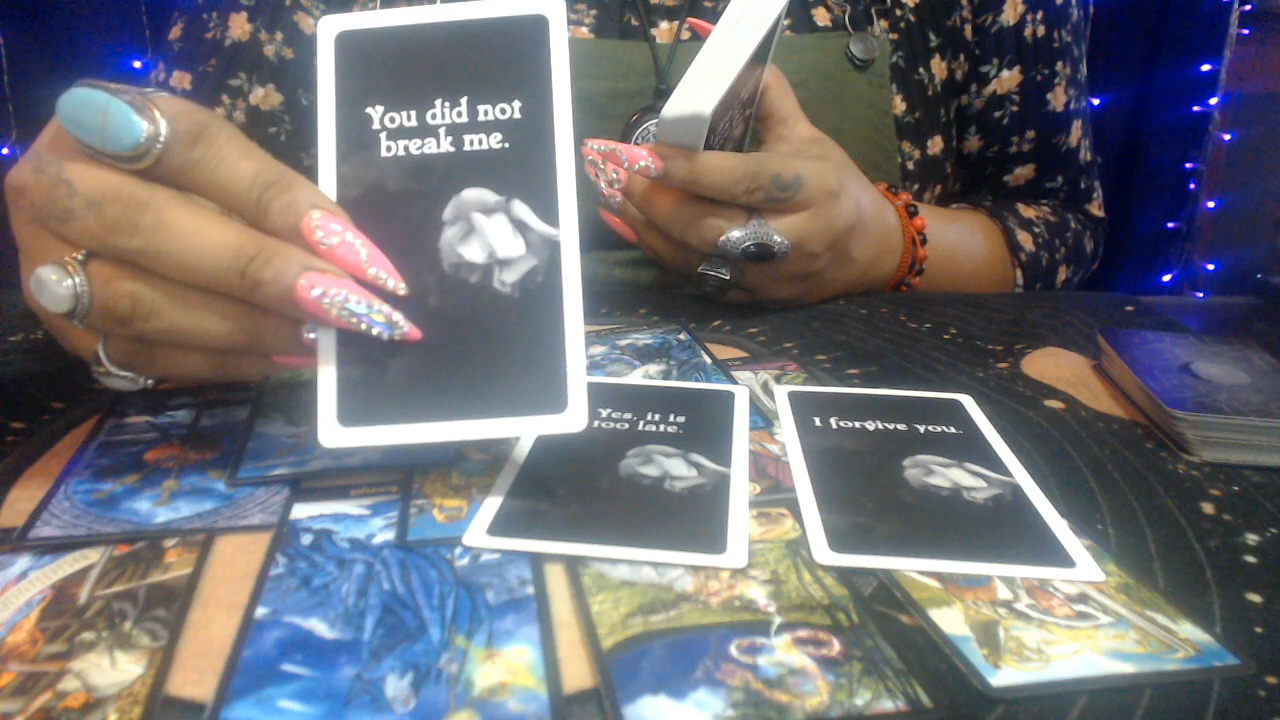 You did not
break me.
Yes, it is
too late.
I forgive you.